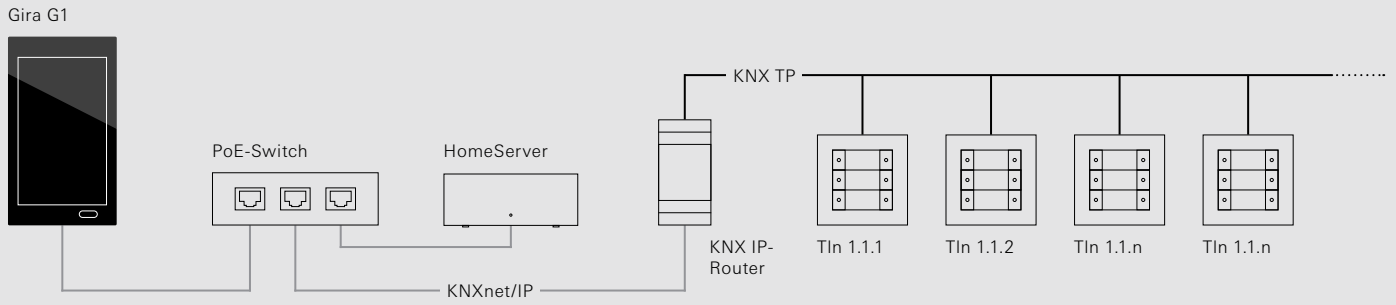 Gira G1
KNX TP
PoE-Switch
HomeServer
KNX IP-
Router
Tln 1.1.1
Tln 1.1.2
Tln 1.1.n
Tln 1.1.n
KNXnet/IP